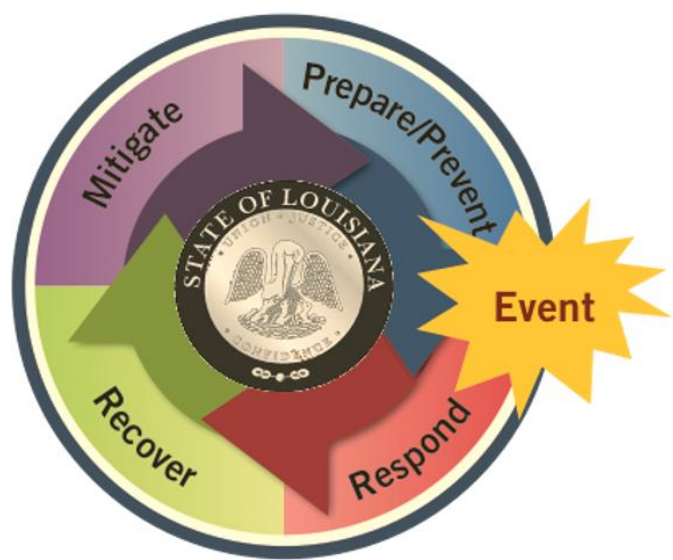 Mitigate
Prepare/Prevent
STATE OF LOUISIANA
UNION · JUSTICE
· CONFIDENCE ·
Event
Recover
Respond